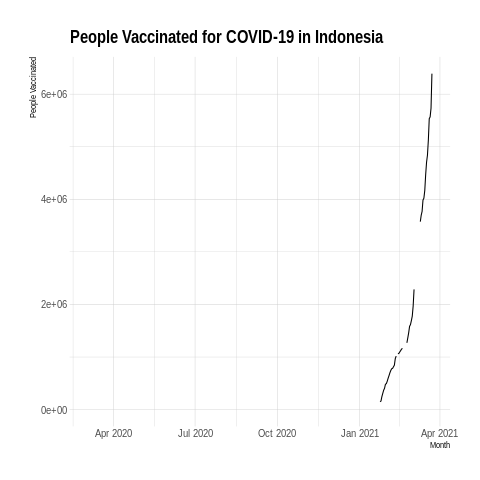 People Vaccinated for COVID-19 in Indonesia
People Vaccinated
6e+06
4e+06
2e+06
0e+00
Apr 2020
Jul 2020
Oct 2020
Jan 2021
Apr 2021
Month